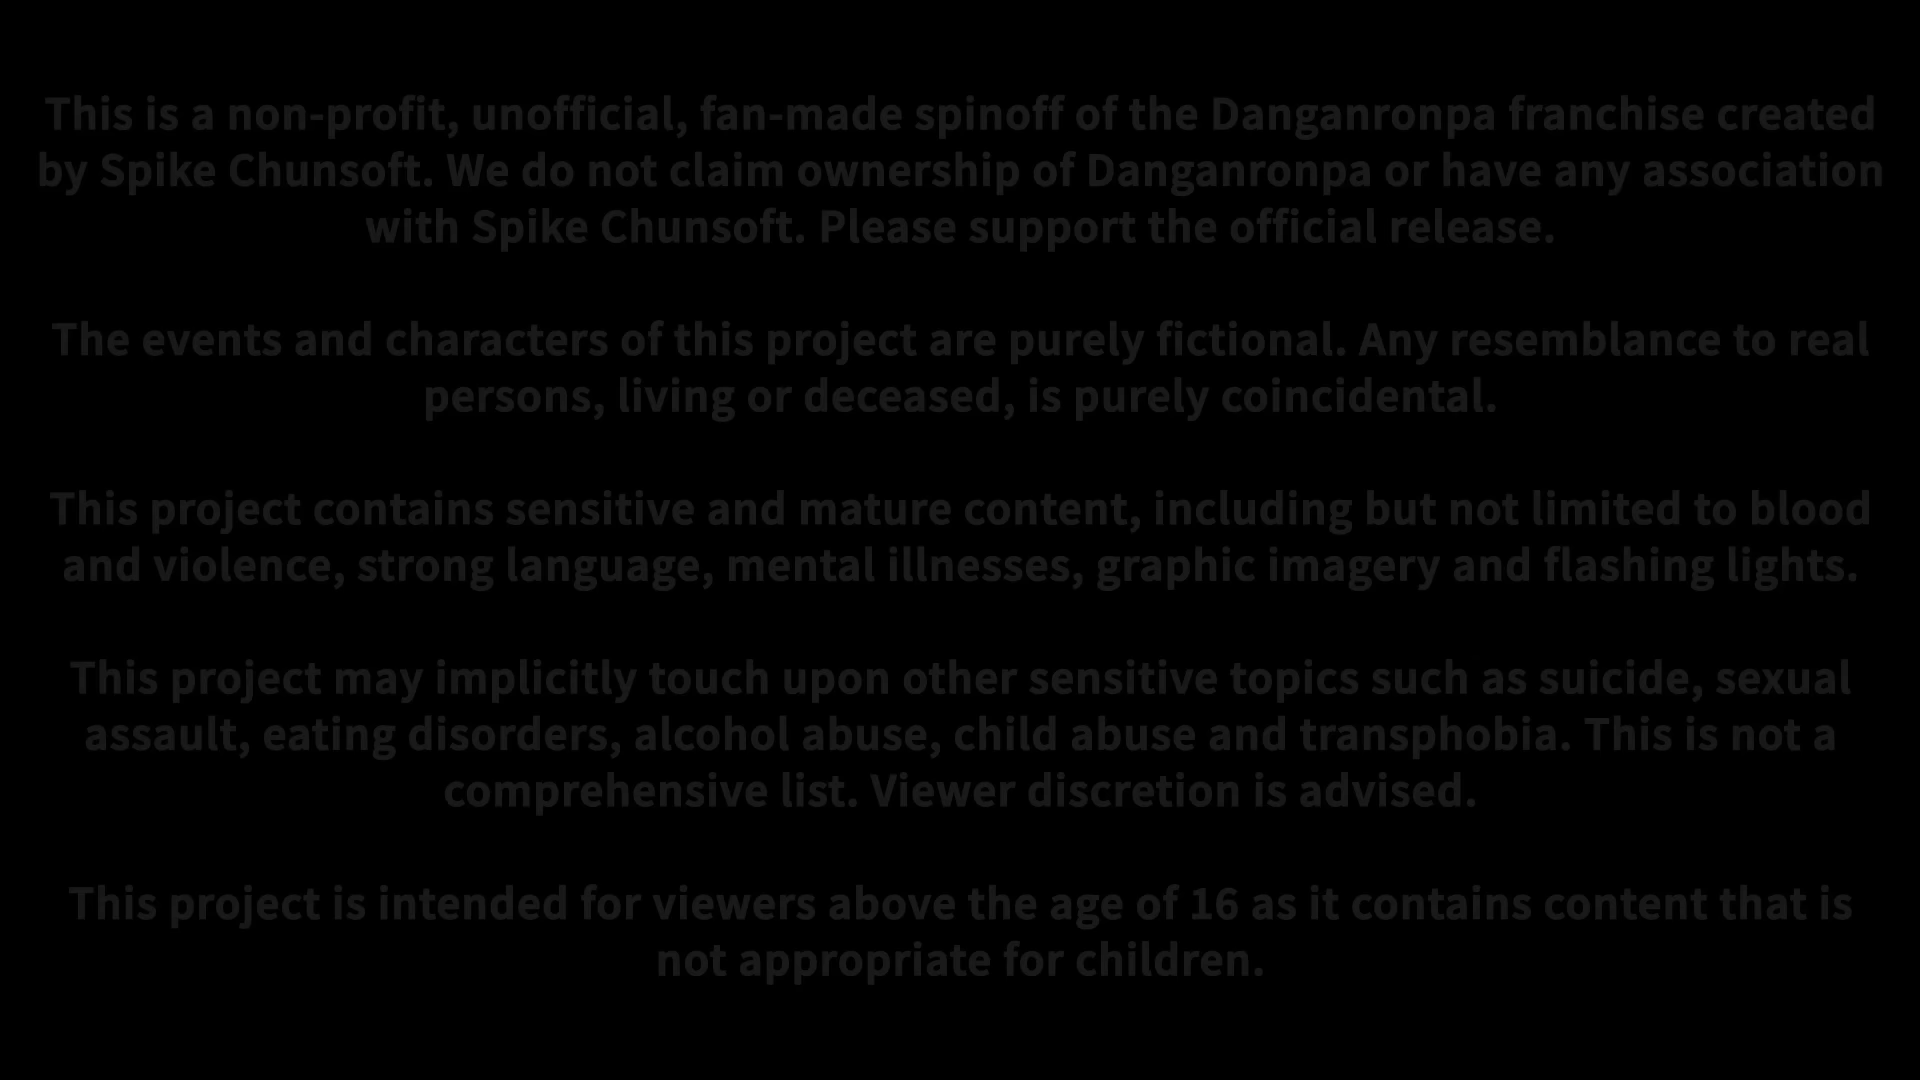 This is a non-profit, unofficial, fan-made spinoff of the Danganronpa franchise created
by Spike Chunsoft. We do not claim ownership of Danganronpa or have any association
with Spike Chunsoft. Please support the official release.
The events and characters of this project are purely fictional. Any resemblance to real
persons, living or deceased, is purely coincidental.
This project contains sensitive and mature content, including but not limited to blood
and violence, strong language, mental illnesses, graphic imagery and flashing lights.
This project may implicitly touch upon other sensitive topics such as suicide, sexual
assault, eating disorders, alcohol abuse, child abuse and transphobia. This is not a
comprehensive list. Viewer discretion is advised.
This project is intended for viewers above the age of 16 as it contains content that is
not appropriate for children.